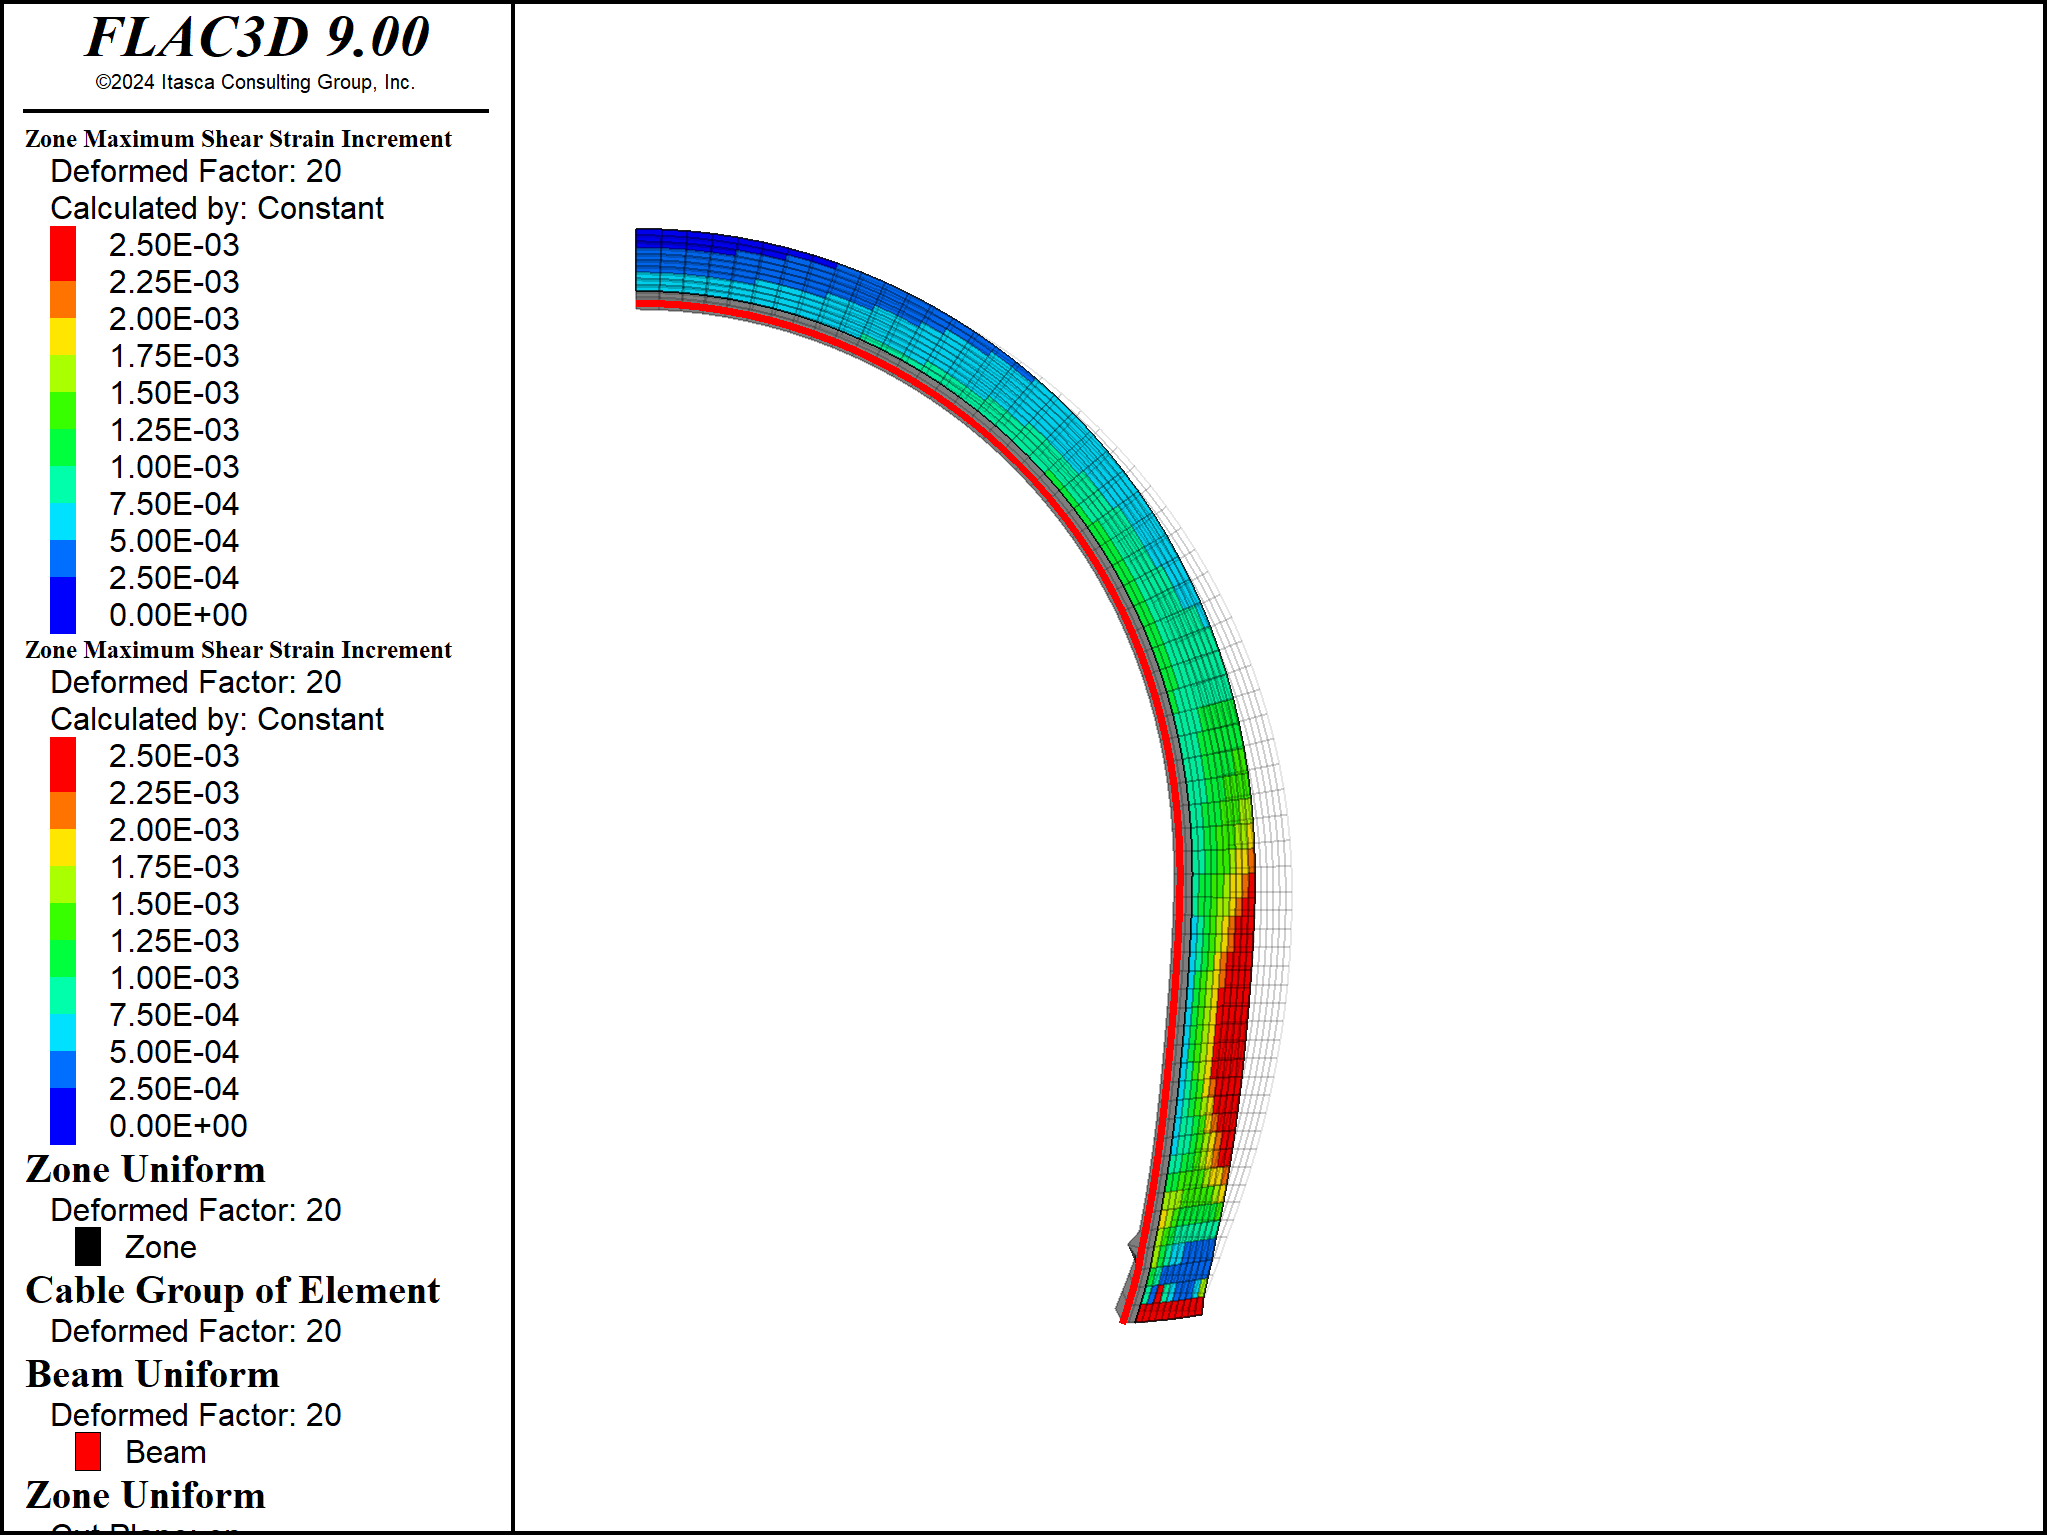 FLAC3D 9.00
©2024 Itasca Consulting Group, Inc.
Zone Maximum Shear Strain Increment
Deformed Factor: 20
Calculated by: Constant
2.50E-03
2.25E-03
2.00E-03
1.75E-03
1.50E-03
1.25E-03
1.00E-03
7.50E-04
5.00E-04
2.50E-04
0.00E+00
Zone Maximum Shear Strain Increment
Deformed Factor: 20
Calculated by: Constant
2.50E-03
2.25E-03
2.00E-03
1.75E-03
1.50E-03
1.25E-03
1.00E-03
7.50E-04
5.00E-04
2.50E-04
0.00E+00
Zone Uniform
Deformed Factor: 20
Zone
Cable Group of Element
Deformed Factor: 20
Beam Uniform
Deformed Factor: 20
Beam
Zone Uniform